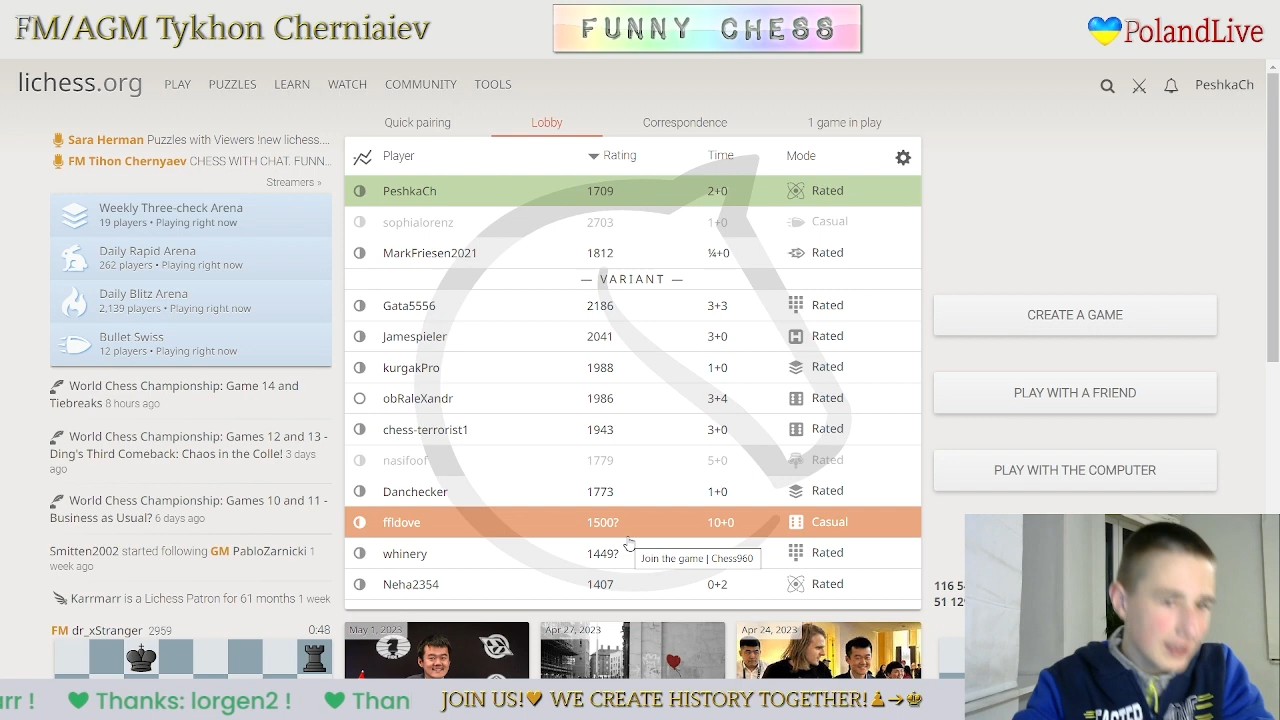 FM/AGM Tykhon Cherniaiev
FUNNY CHESS
PolandLive
lichess.org PLAY PUZZLES LEARN WATCH COMMUNITY TOOLS
PeshkaCh
Sara Herman Puzzles with Viewers !new lichess....
FM Tihon Chernyaev CHESS WITH CHAT. FUNN...
Streamers »
Weekly Three-check Arena
19 players • Playing right now
Daily Rapid Arena
262 players • Playing right now
Daily Blitz Arena
139 players • Playing right now
Bullet Swiss
12 players • Playing right now
World Chess Championship: Game 14 and
Tiebreaks 8 hours ago
World Chess Championship: Games 12 and 13 -
Ding's Third Comeback: Chaos in the Colle! 3 days
ago
World Chess Championship: Games 10 and 11 -
Business as Usual? 6 days ago
Smitten1102 started following GM PabloZarnicki 1
week ago
Karrmarr is a Lichess Patron for 61 months 1 week
FM dr_xStranger 2959 0:48
Quick pairing Lobby Correspondence 1 game in play
Player Rating Time Mode
PeshkaCh 1709 2+0 Rated
sophialorenz 2703 1+0 Casual
MarkFriesen2021 1812 ¼+0 Rated
— VARIANT —
Gata5556 2186 3+3 Rated
Jamespieler 2041 3+0 Rated
kurgakPro 1988 1+0 Rated
obRaleXandr 1986 3+4 Rated
chess-terrorist1 1943 3+0 Rated
nasifoof 1779 5+0 Rated
Danchecker 1773 1+0 Rated
ffldove 1500? 10+0 Casual
whinery 1449? Rated
Join the game | Chess960
Neha2354 1407 0+2 Rated
May 1, 2023
Apr 27, 2023
Apr 24, 2023
CREATE A GAME
PLAY WITH A FRIEND
PLAY WITH THE COMPUTER
116 5
51 12
arr ! Thanks: lorgen2 ! Than
JOIN US! WE CREATE HISTORY TOGETHER!
FASTER